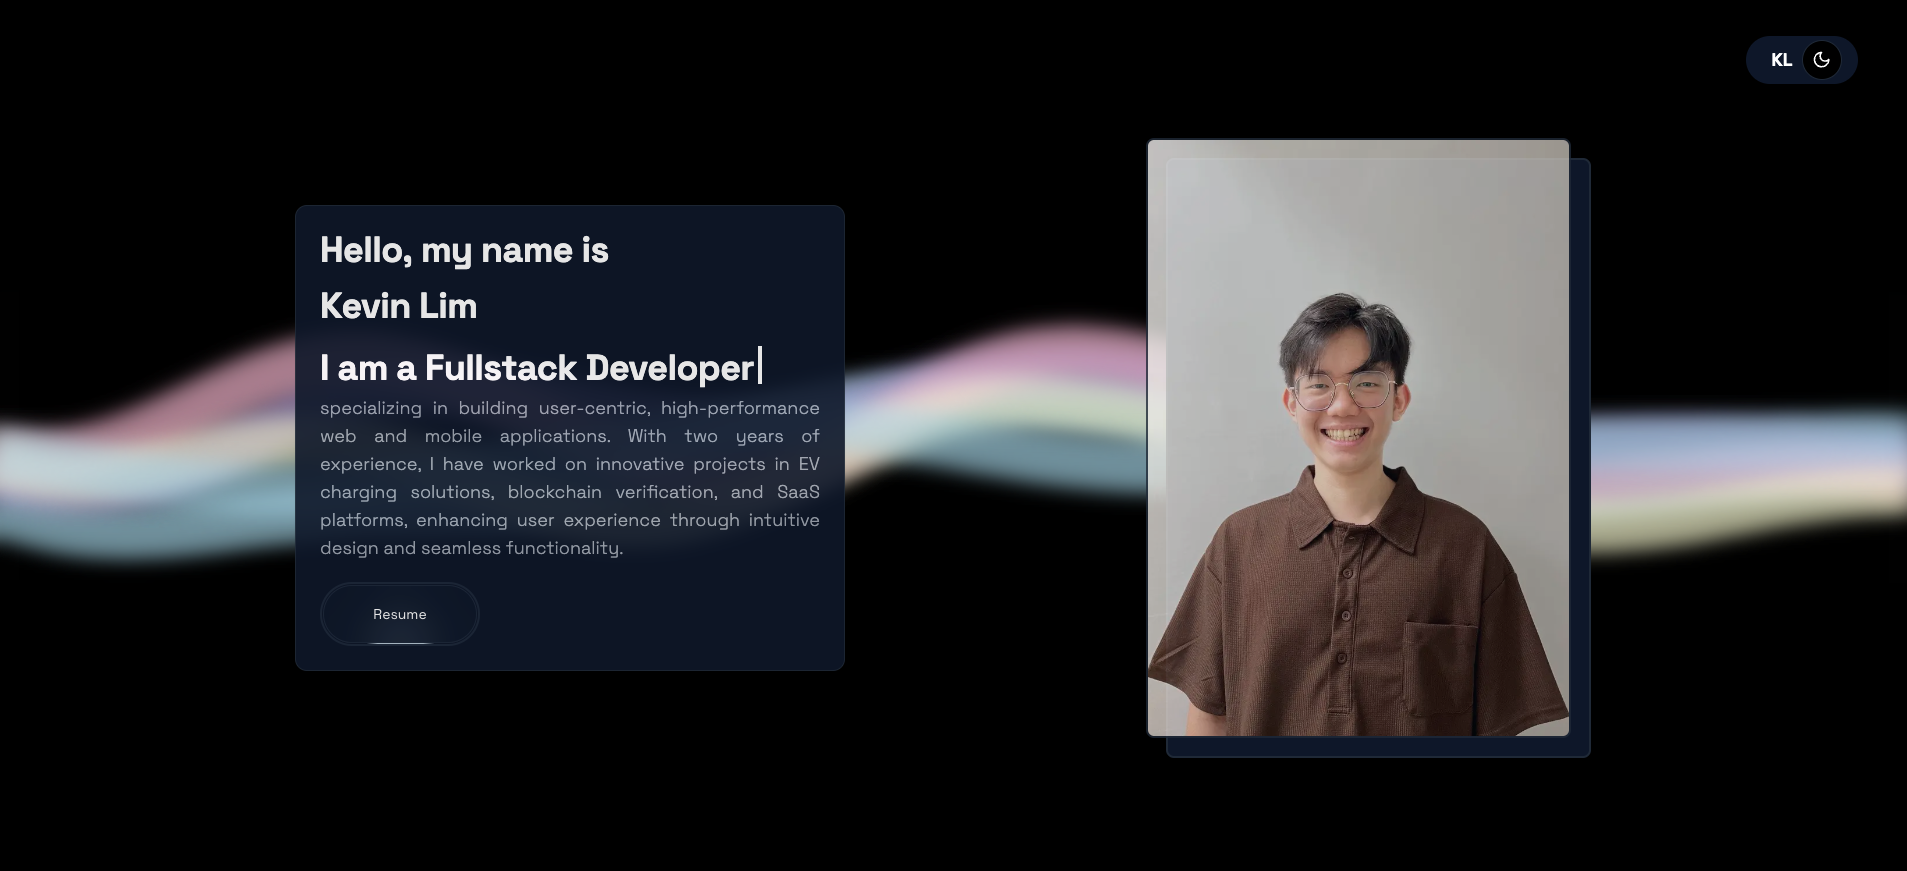 KL
Hello, my name is
Kevin Lim
I am a Fullstack Developer
specializing in building user-centric, high-performance
web and mobile applications. With two years of
experience, I have worked on innovative projects in EV
charging solutions, blockchain verification, and SaaS
platforms, enhancing user experience through intuitive
design and seamless functionality.
Resume